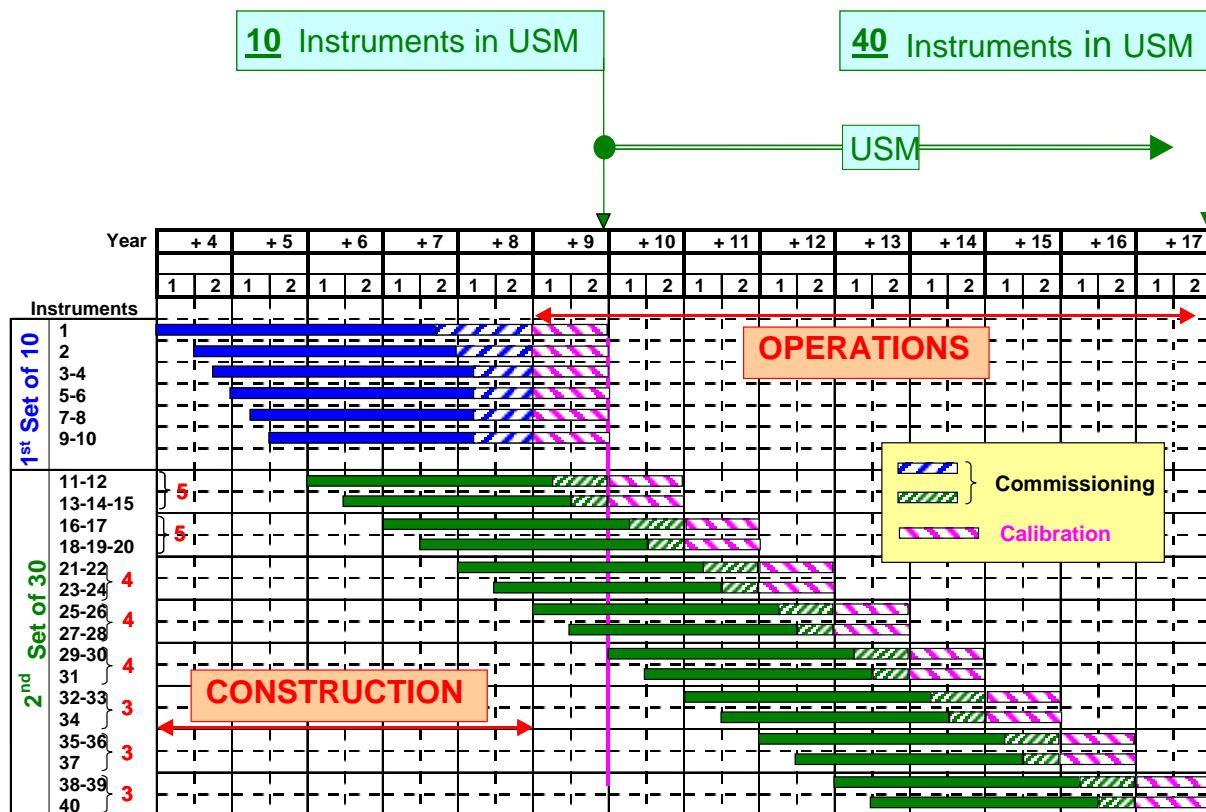 10 Instruments in USM
40 Instruments in USM
USM
Year + 4 + 5 + 6 + 7 + 8 + 9 + 10 + 11 + 12 + 13 + 14 + 15 + 16 + 17
1 2 1 2 1 2 1 2 1 2 1 2 1 2 1 2 1 2 1 2 1 2 1 2 1 2 1 2
Instruments
1st Set of 10
1
2
3-4
5-6
7-8
9-10
OPERATIONS
2nd Set of 30
11-12
13-14-15
5
16-17
18-19-20
5
21-22
23-24
4
25-26
27-28
4
29-30
31
4
32-33
34
3
35-36
37
3
38-39
40
3
Commissioning
Calibration
CONSTRUCTION